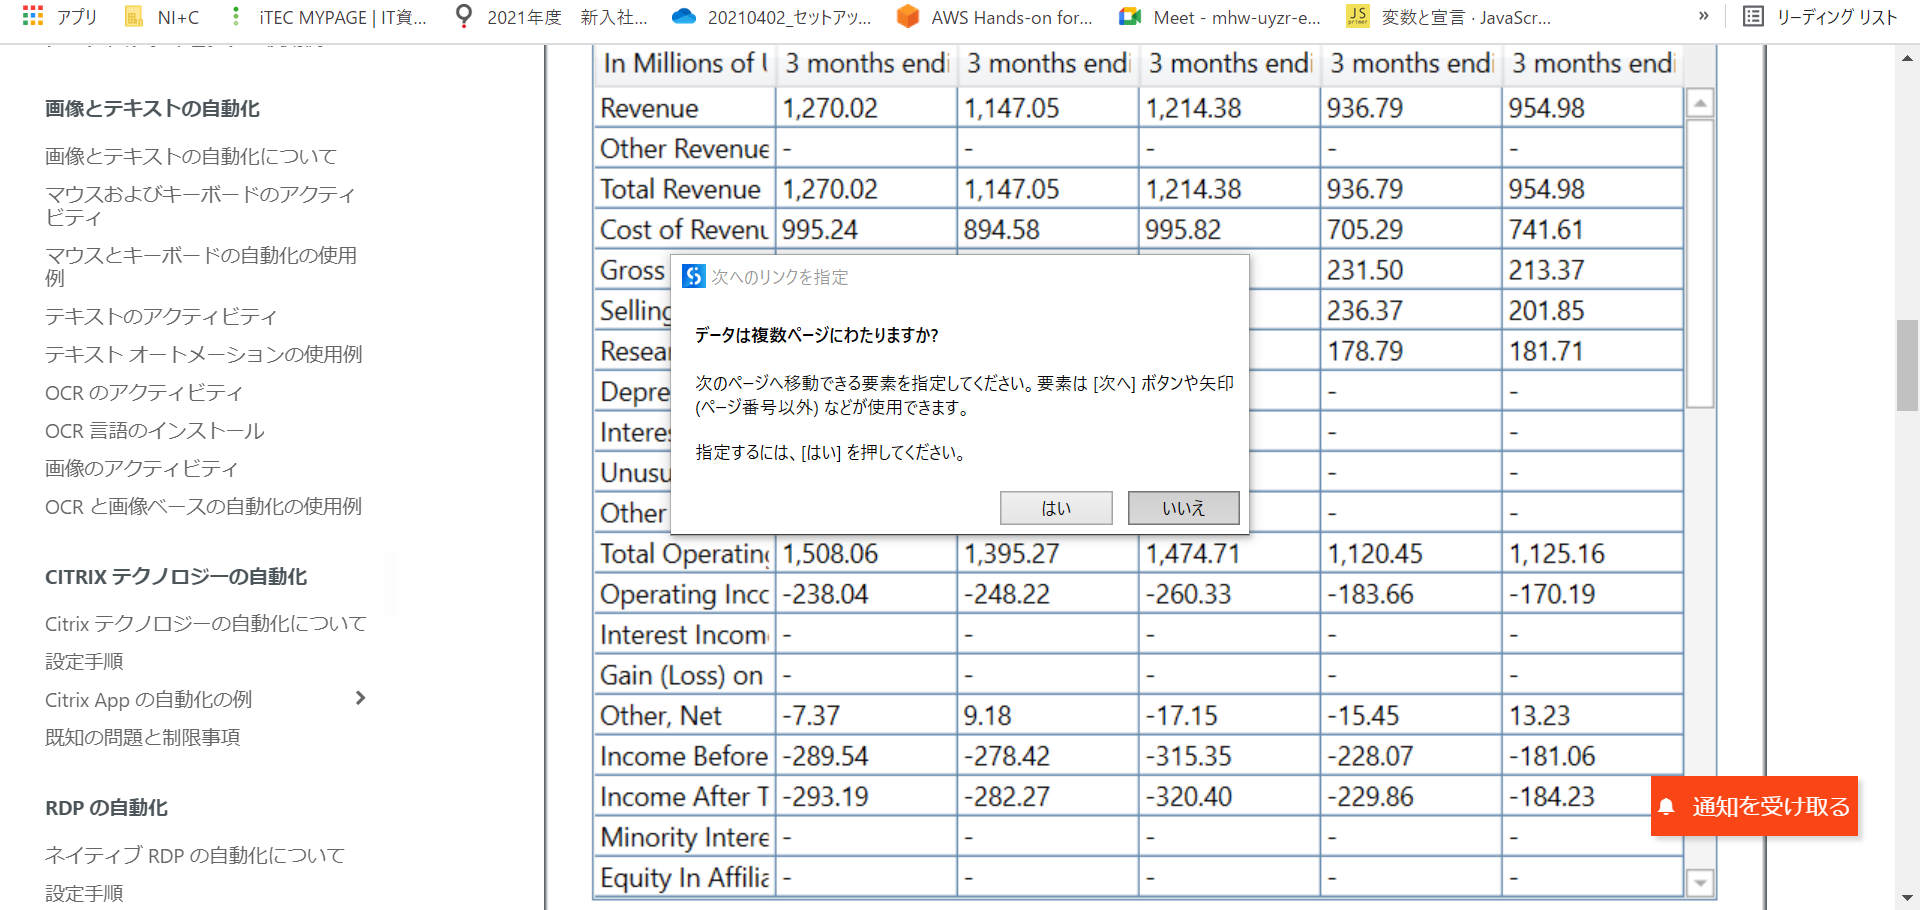 アプリ NI+C iTEC MYPAGE | IT資... 2021年度 新入社... 20210402_セットアッ... AWS Hands-on for... Meet - mhw-uyzr-e... JS primer 変数と宣言 · JavaScr... » リーディング リスト
画像とテキストの自動化
画像とテキストの自動化について
マウスおよびキーボードのアクティ
ビティ
マウスとキーボードの自動化の使用
例
テキストのアクティビティ
テキスト オートメーションの使用例
OCR のアクティビティ
OCR 言語のインストール
画像のアクティビティ
OCR と画像ベースの自動化の使用例
CITRIX テクノロジーの自動化
Citrix テクノロジーの自動化について
設定手順
Citrix App の自動化の例
既知の問題と制限事項
RDP の自動化
ネイティブ RDP の自動化について
設定手順
In Millions of 3 months endi 3 months endi 3 months endi 3 months endi 3 months endi
Revenue 1,270.02 1,147.05 1,214.38 936.79 954.98
Other Revenue - - - - -
Total Revenue 1,270.02 1,147.05 1,214.38 936.79 954.98
Cost of Revenu 995.24 894.58 995.82 705.29 741.61
Gross 231.50 213.37
Selling 236.37 201.85
Resear 178.79 181.71
Depre - -
Interes - -
Unusu - -
Other - -
Total Operating 1,508.06 1,395.27 1,474.71 1,120.45 1,125.16
Operating Inco -238.04 -248.22 -260.33 -183.66 -170.19
Interest Incom - - - - -
Gain (Loss) on - - - - -
Other, Net -7.37 9.18 -17.15 -15.45 13.23
Income Before -289.54 -278.42 -315.35 -228.07 -181.06
Income After T -293.19 -282.27 -320.40 -229.86 -184.23
Minority Intere - - - - -
Equity In Affilia - - - - -
次へのリンクを指定
データは複数ページにわたりますか?
次のページへ移動できる要素を指定してください。要素は [次へ] ボタンや矢印
(ページ番号以外) などが使用できます。
指定するには、[はい] を押してください。
はい いいえ
通知を受け取る